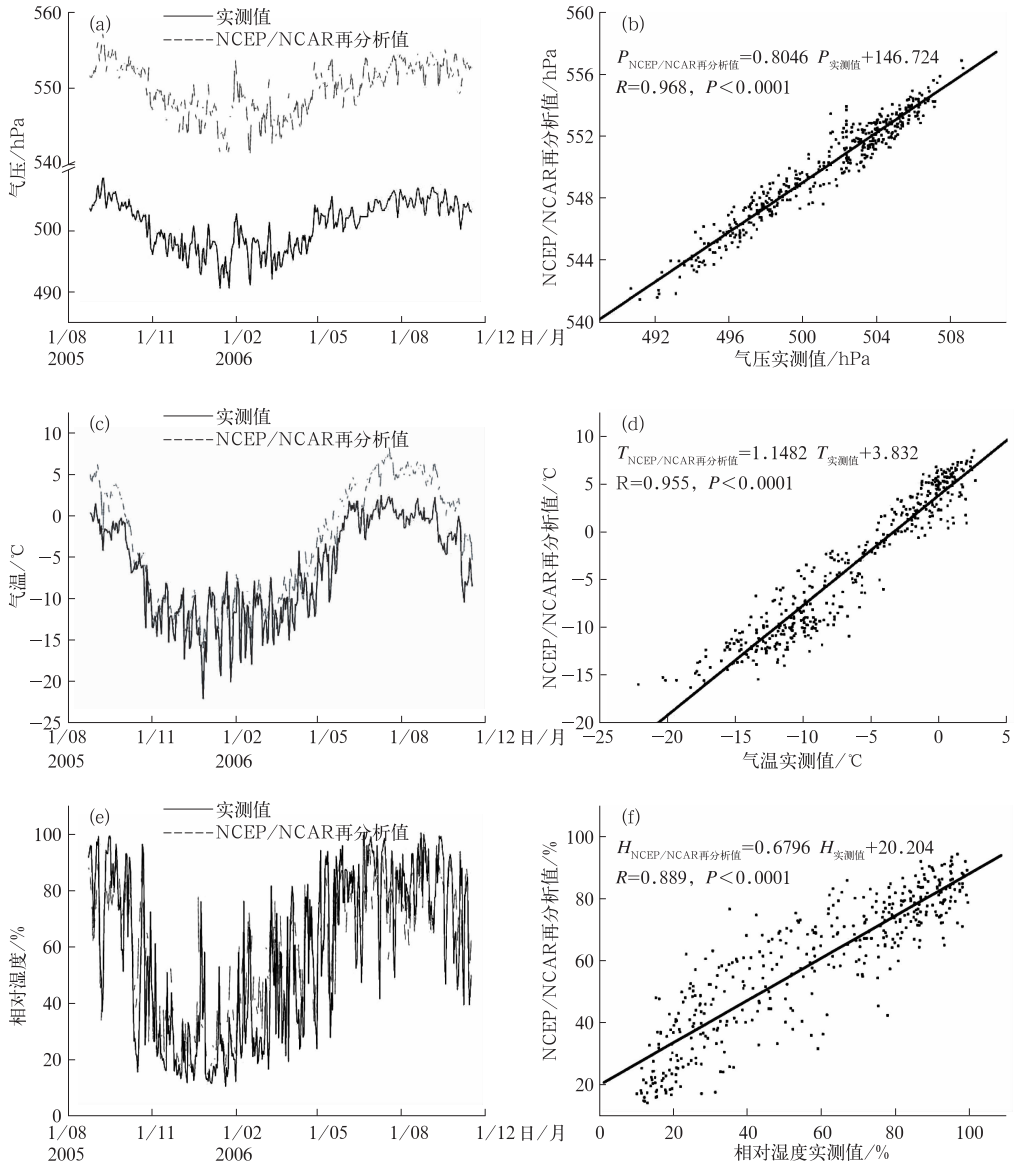 (a)
实测值
NCEP/NCAR再分析值
560
550
540
500
490
气压/hPa
1/08
1/11
1/02
1/05
1/08
1/12日/月
2005
2006
(b)
P NCEP/NCAR再分析值=0.8046 P实测值+146.724
R=0.968, P<0.0001
560
556
552
548
544
540
NCEP/NCAR再分析值/hPa
492
496
500
504
508
气压实测值/hPa
(c)
实测值
NCEP/NCAR再分析值
10
5
0
−5
−10
−15
−20
−25
气温/℃
1/08
1/11
1/02
1/05
1/08
1/12日/月
2005
2006
(d)
T NCEP/NCAR再分析值=1.1482 T实测值+3.832
R=0.955, P<0.0001
10
5
0
−5
−10
−15
−20
NCEP/NCAR再分析值/℃
−25
−20
−15
−10
−5
0
5
气温实测值/℃
(e)
实测值
NCEP/NCAR再分析值
100
80
60
40
20
0
相对湿度/%
1/08
1/11
1/02
1/05
1/08
1/12日/月
2005
2006
(f)
H NCEP/NCAR再分析值=0.6796 H实测值+20.204
R=0.889, P<0.0001
100
80
60
40
20
NCEP/NCAR再分析值/%
0
20
40
60
80
100
相对湿度实测值/%